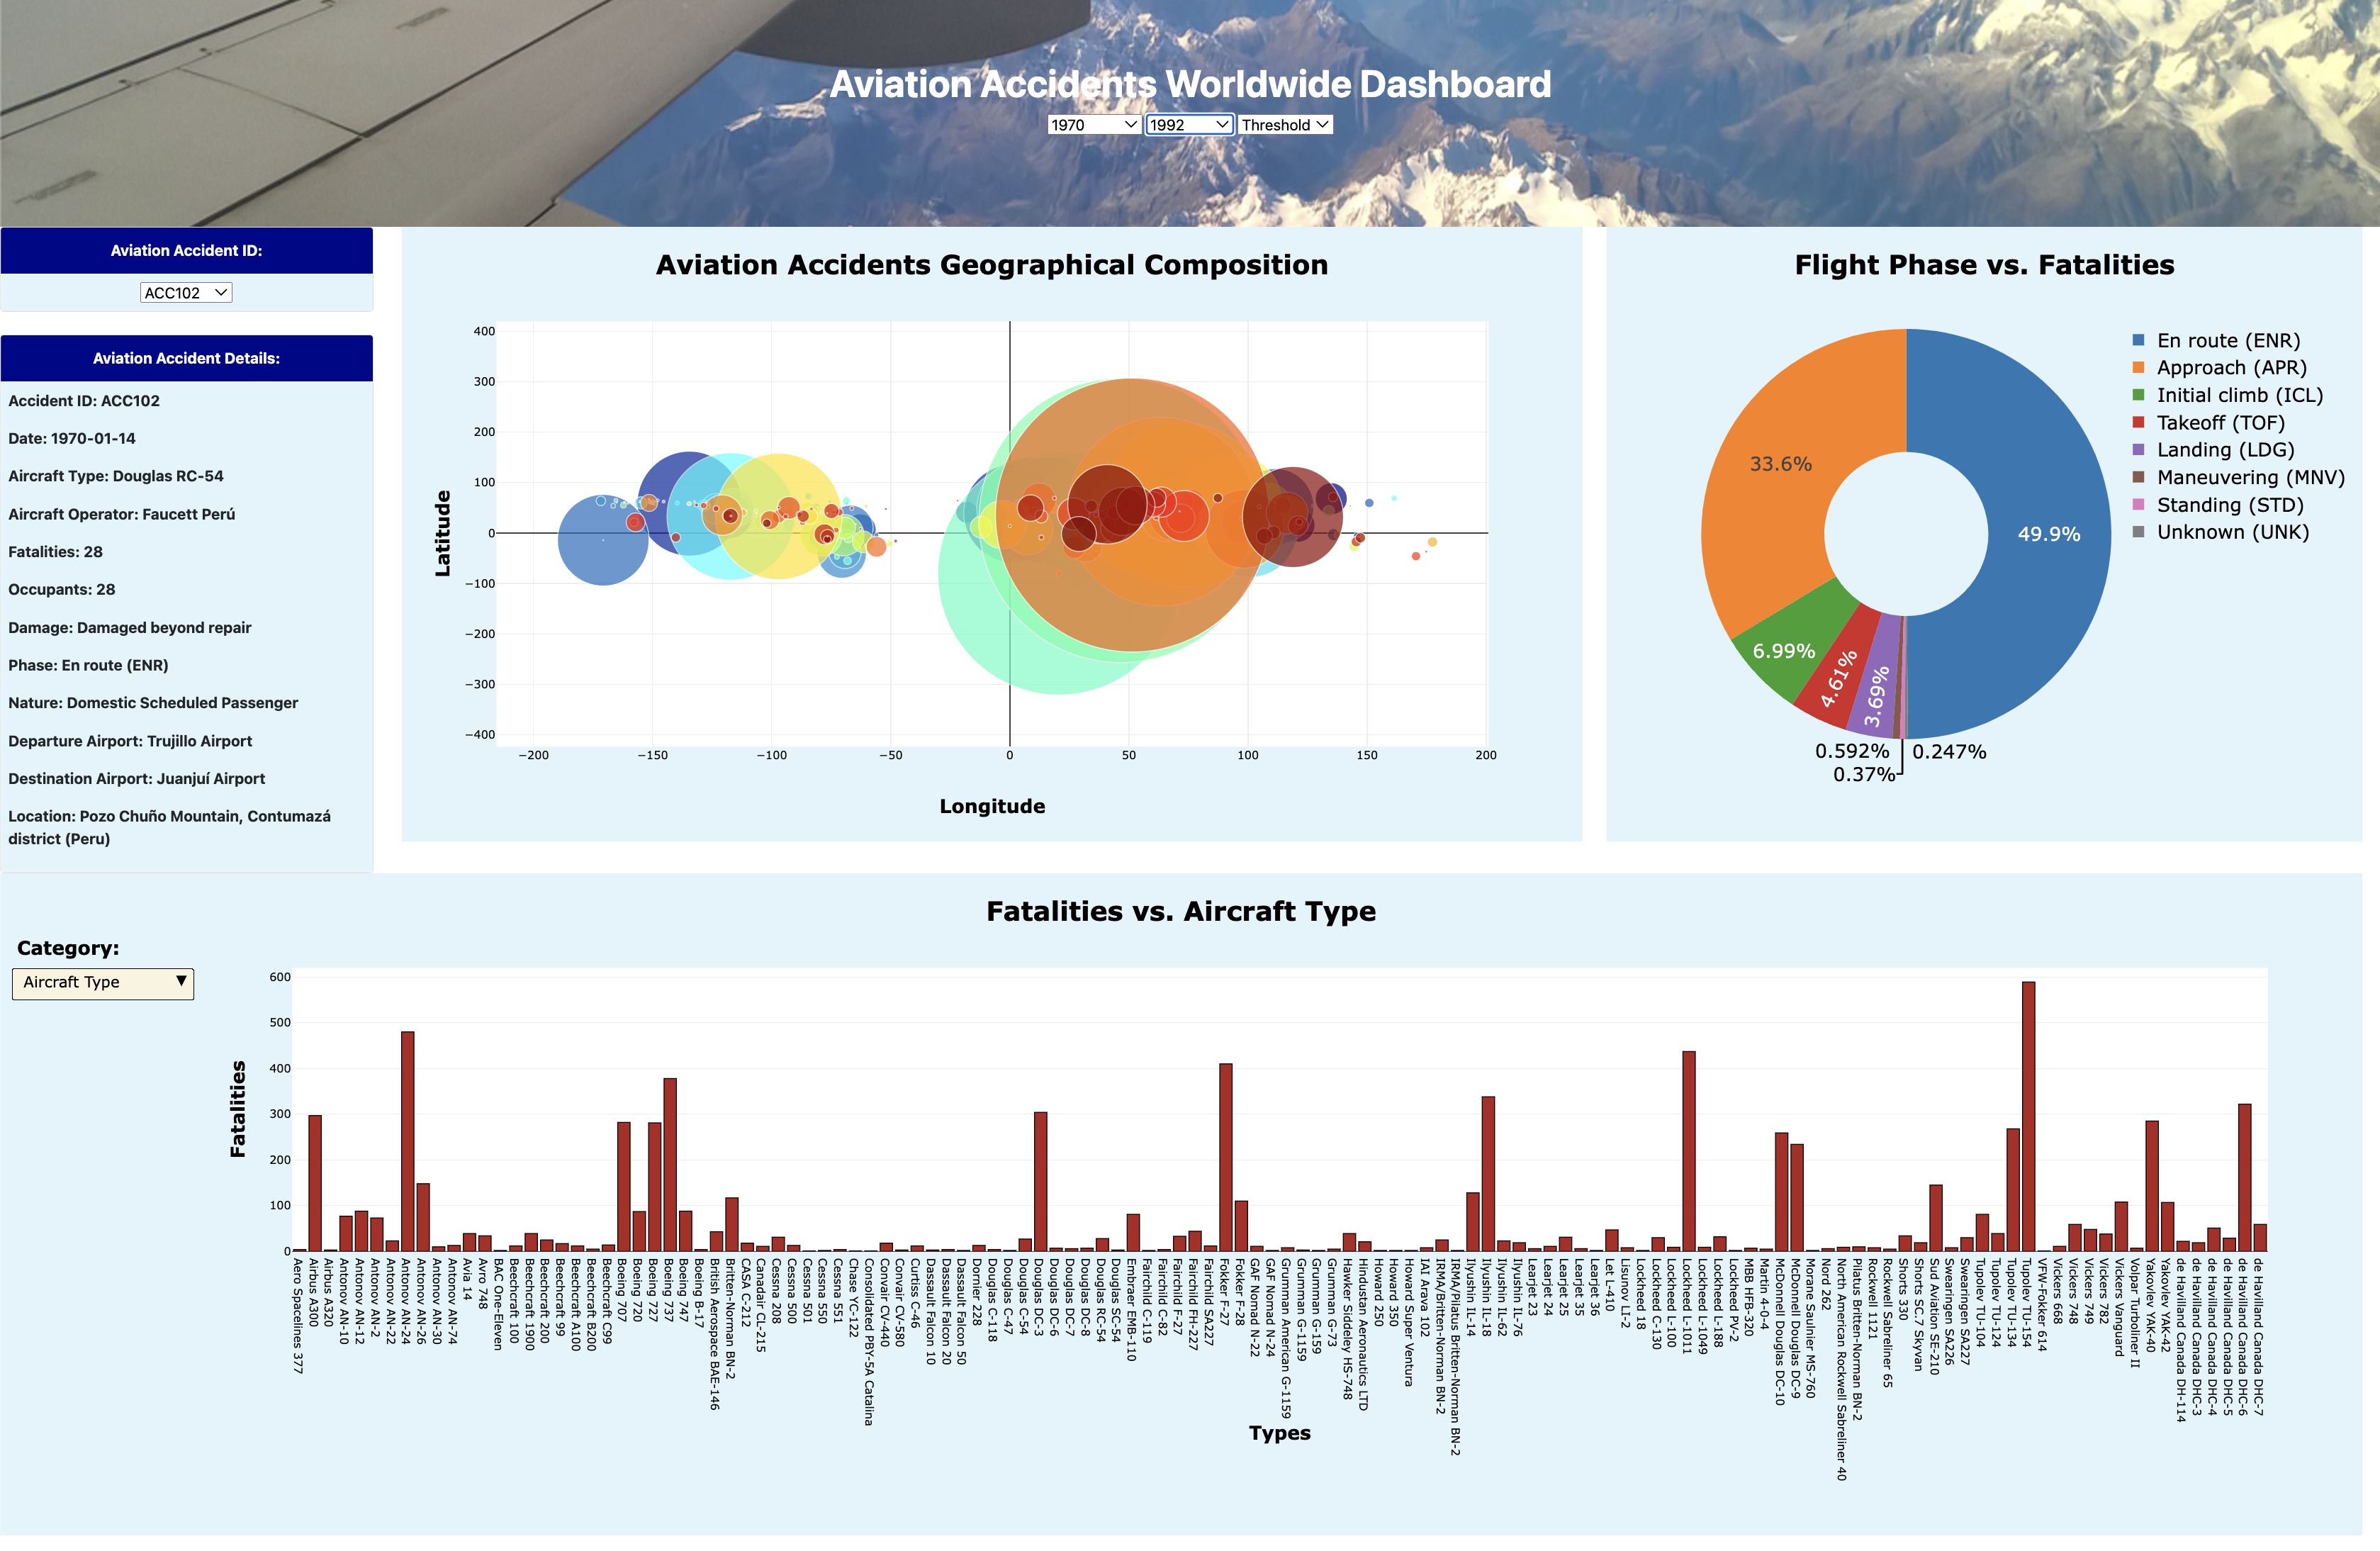 Aviation Accidents Worldwide Dashboard
1970 1992 Threshold
Aviation Accident ID:
ACC102
Aviation Accident Details:
Accident ID: ACC102
Date: 1970-01-14
Aircraft Type: Douglas RC-54
Aircraft Operator: Faucett Perú
Fatalities: 28
Occupants: 28
Damage: Damaged beyond repair
Phase: En route (ENR)
Nature: Domestic Scheduled Passenger
Departure Airport: Trujillo Airport
Destination Airport: Juanjuí Airport
Location: Pozo Chuño Mountain, Contumazá
district (Peru)
Aviation Accidents Geographical Composition
Latitude
400
300
200
100
0
−100
−200
−300
−400
−200 −150 −100 −50 0 50 100 150 200
Longitude
Flight Phase vs. Fatalities
49.9%
33.6%
6.99%
4.61%
3.69%
0.592%
0.37%
0.247%
En route (ENR)
Approach (APR)
Initial climb (ICL)
Takeoff (TOF)
Landing (LDG)
Maneuvering (MNV)
Standing (STD)
Unknown (UNK)
Fatalities vs. Aircraft Type
Category:
Aircraft Type ▼
Fatalities
600
500
400
300
200
100
0
Aero Spacelines 377
Airbus A300
Airbus A320
Antonov AN-10
Antonov AN-12
Antonov AN-2
Antonov AN-22
Antonov AN-24
Antonov AN-26
Antonov AN-30
Antonov AN-74
Avia 14
Avro 748
BAC One-Eleven
Beechcraft 100
Beechcraft 1900
Beechcraft 200
Beechcraft 99
Beechcraft A100
Beechcraft B200
Beechcraft C99
Boeing 707
Boeing 720
Boeing 727
Boeing 737
Boeing 747
Boeing B-17
British Aerospace BAE-146
Britten-Norman BN-2
CASA C-212
Canadair CL-215
Cessna 208
Cessna 500
Cessna 501
Cessna 550
Cessna 551
Chase YC-122
Consolidated PBY-5A Catalina
Convair CV-440
Convair CV-580
Curtiss C-46
Dassault Falcon 10
Dassault Falcon 20
Dassault Falcon 50
Dornier 228
Douglas C-118
Douglas C-47
Douglas C-54
Douglas DC-3
Douglas DC-6
Douglas DC-7
Douglas DC-8
Douglas RC-54
Douglas SC-54
Embraer EMB-110
Fairchild C-119
Fairchild C-82
Fairchild F-27
Fairchild FH-227
Fairchild SA227
Fokker F-27
Fokker F-28
GAF Nomad N-22
GAF Nomad N-24
Grumman American G-1159
Grumman G-1159
Grumman G-159
Grumman G-73
Hawker Siddeley HS-748
Hindustan Aeronautics LTD
Howard 250
Howard 350
Howard Super Ventura
IAI Arava 102
IRMA/Britten-Norman BN-2
IRMA/Pilatus Britten-Norman BN-2
Ilyushin IL-14
Ilyushin IL-18
Ilyushin IL-62
Ilyushin IL-76
Learjet 23
Learjet 24
Learjet 25
Learjet 35
Learjet 36
Let L-410
Lisunov LI-2
Lockheed 18
Lockheed C-130
Lockheed L-100
Lockheed L-1011
Lockheed L-1049
Lockheed L-188
Lockheed PV-2
MBB HFB-320
Martin 4-0-4
McDonnell Douglas DC-10
McDonnell Douglas DC-9
Morane Saulnier MS-760
Nord 262
North American Rockwell Sabreliner 40
Pilatus Britten-Norman BN-2
Rockwell 1121
Rockwell Sabreliner 65
Shorts 330
Shorts SC.7 Skyvan
Sud Aviation SE-210
Swearingen SA226
Swearingen SA227
Tupolev TU-104
Tupolev TU-124
Tupolev TU-134
Tupolev TU-154
VFW-Fokker 614
Vickers 668
Vickers 748
Vickers 749
Vickers 782
Vickers Vanguard
Volpar Turboliner II
Yakovlev YAK-40
Yakovlev YAK-42
de Havilland Canada DH-114
de Havilland Canada DHC-3
de Havilland Canada DHC-4
de Havilland Canada DHC-5
de Havilland Canada DHC-6
de Havilland Canada DHC-7
Types